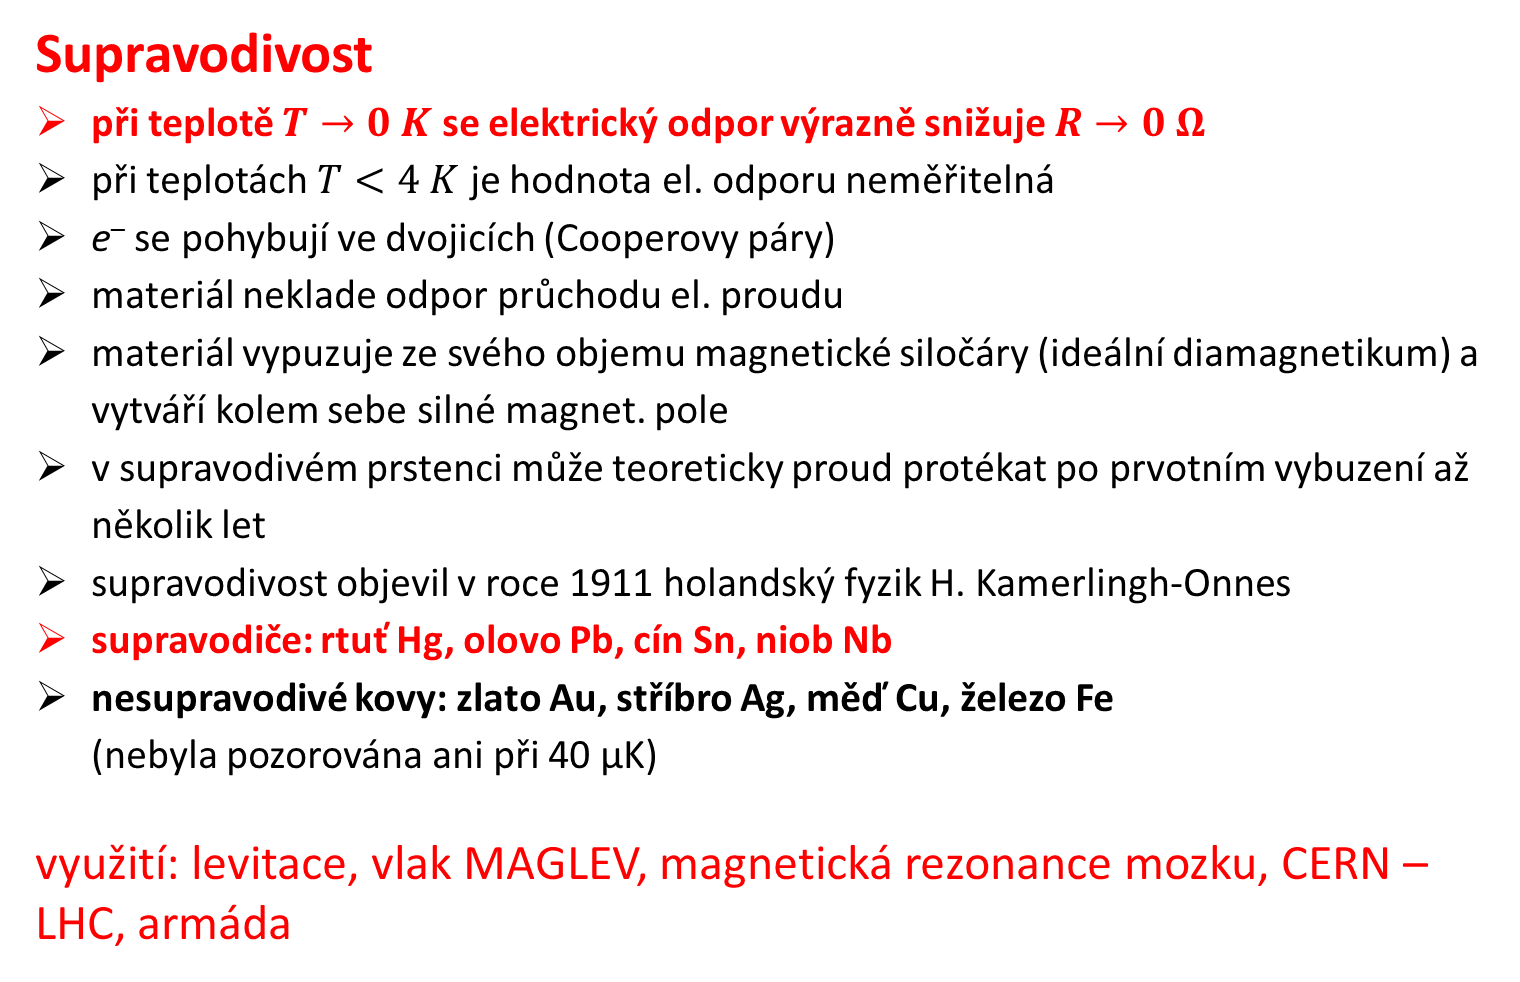 Supravodivost
➢ při teplotě T → 0 K se elektrický odpor výrazně snižuje R → 0 Ω
➢ při teplotách T < 4 K je hodnota el. odporu neměřitelná
➢ e⁻ se pohybují ve dvojicích (Cooperovy páry)
➢ materiál neklade odpor průchodu el. proudu
➢ materiál vypuzuje ze svého objemu magnetické siločáry (ideální diamagnetikum) a
vytváří kolem sebe silné magnet. pole
➢ v supravodivém prstenci může teoreticky proud protékat po prvotním vybuzení až
několik let
➢ supravodivost objevil v roce 1911 holandský fyzik H. Kamerlingh-Onnes
➢ supravodiče: rtuť Hg, olovo Pb, cín Sn, niob Nb
➢ nesupravodivé kovy: zlato Au, stříbro Ag, měď Cu, železo Fe
(nebyla pozorována ani při 40 μK)
využití: levitace, vlak MAGLEV, magnetická rezonance mozku, CERN –
LHC, armáda